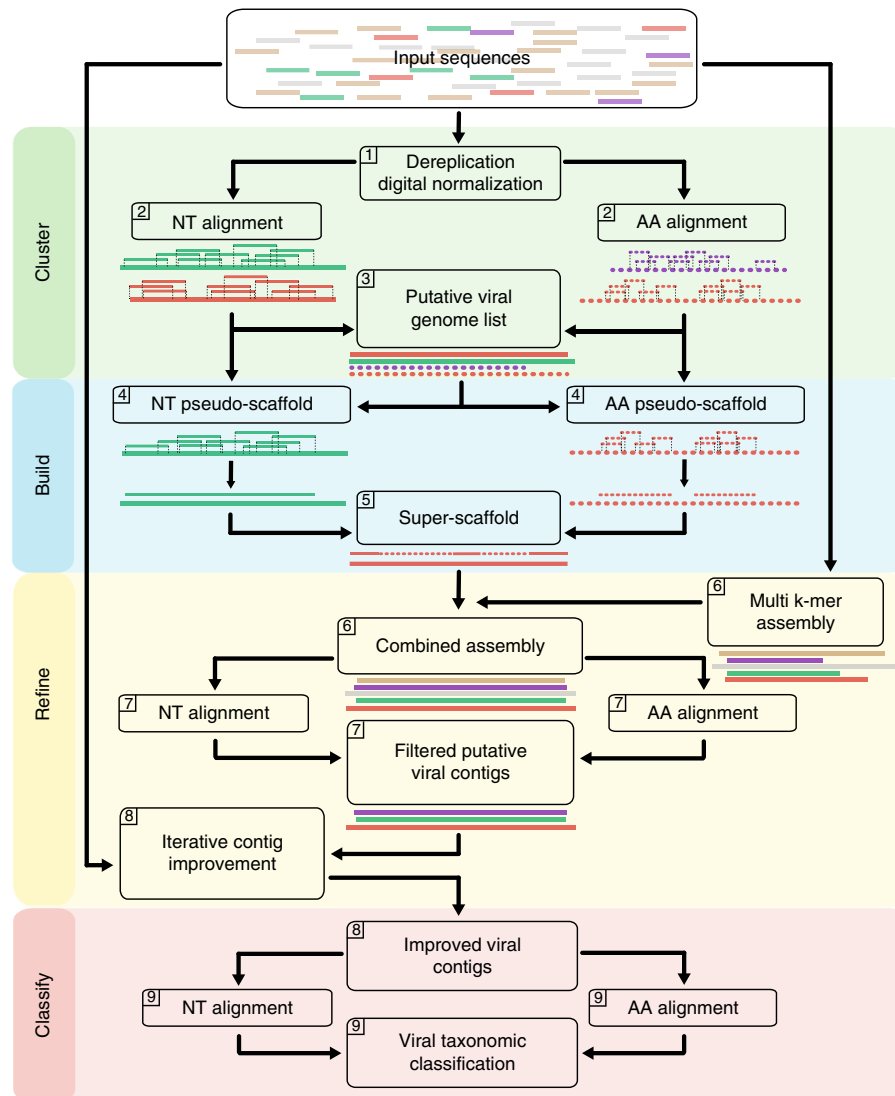 Input sequences
Cluster
1
Dereplication
digital normalization
2
NT alignment
2
AA alignment
3
Putative viral
genome list
Build
4
NT pseudo-scaffold
4
AA pseudo-scaffold
5
Super-scaffold
Refine
6
Multi k-mer
assembly
6
Combined assembly
7
NT alignment
7
AA alignment
7
Filtered putative
viral contigs
8
Iterative contig
improvement
Classify
8
Improved viral
contigs
9
NT alignment
9
AA alignment
9
Viral taxonomic
classification